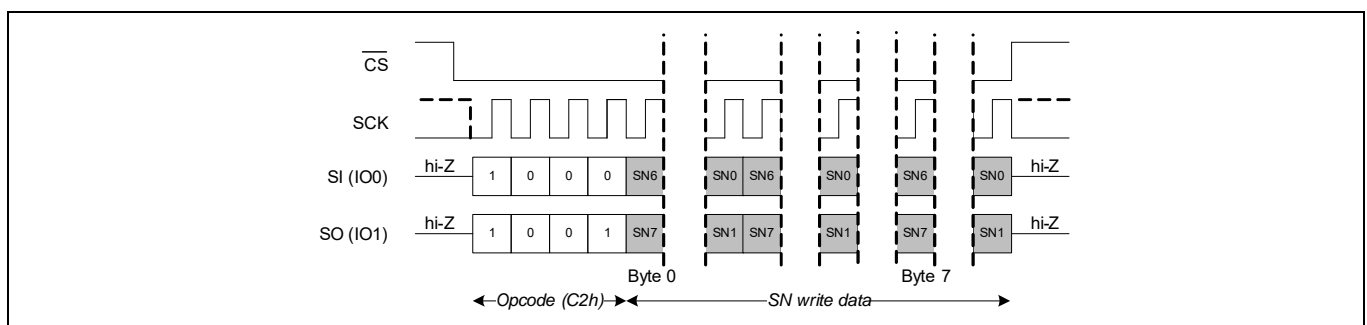 CS
SCK
hi-Z 1 0 0 0 SN6 SN0 SN6 SN0 SN6 SN0 hi-Z
SI (IO0)
hi-Z 1 0 0 1 SN7 SN1 SN7 SN1 SN7 SN1 hi-Z
SO (IO1)
Byte 0 Byte 7
Opcode (C2h) SN write data